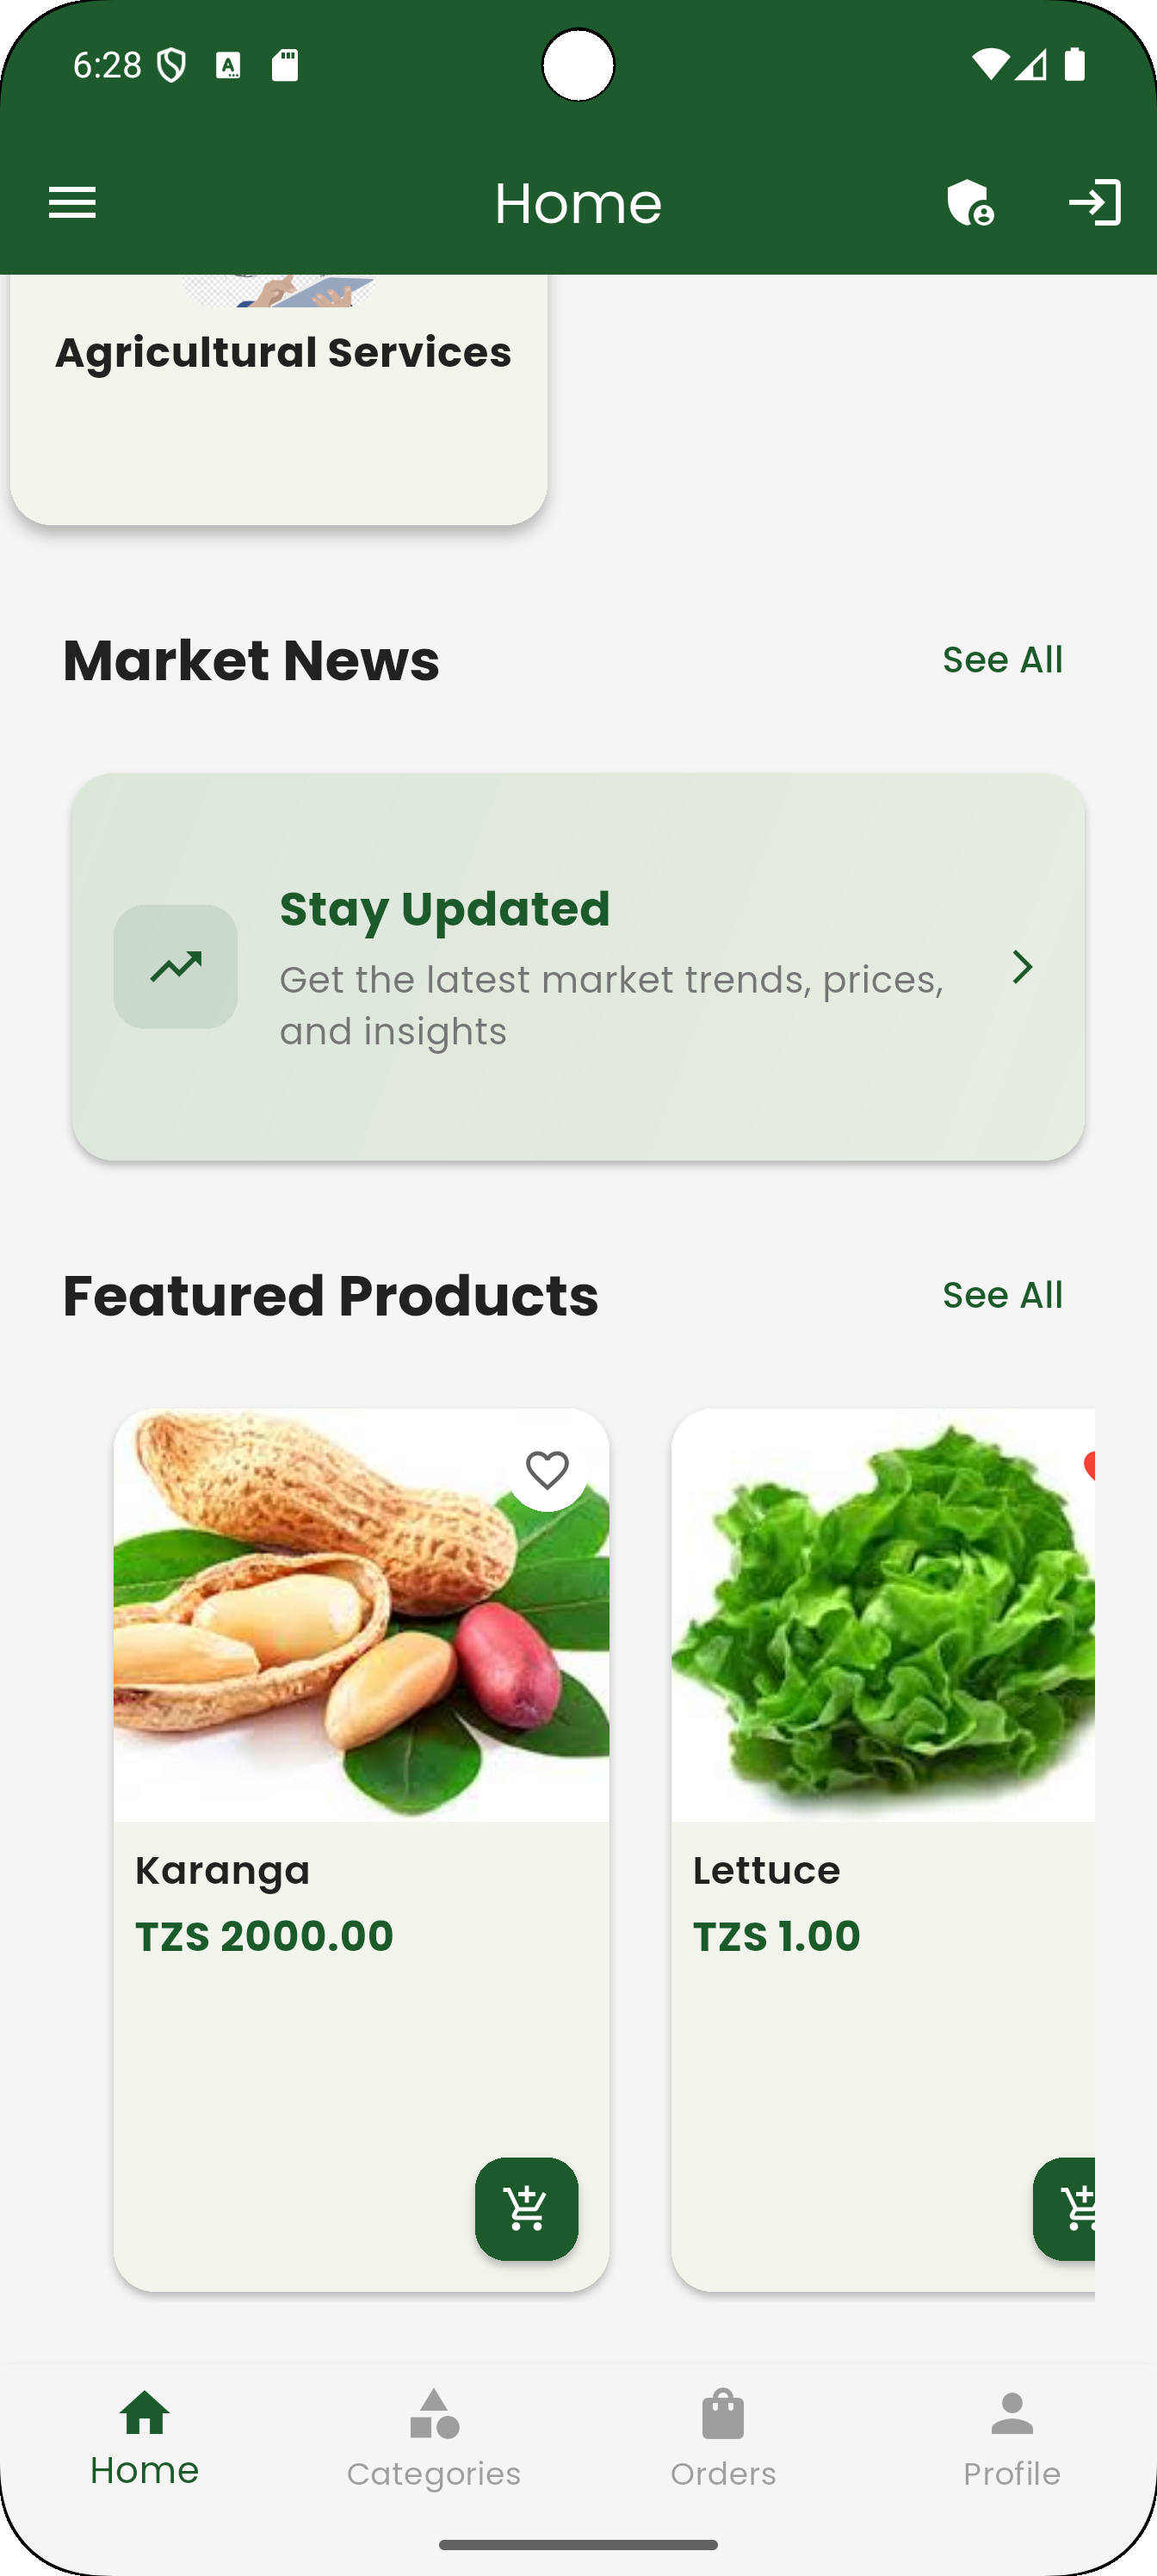 6:28
Home
Agricultural Services
Market News
See All
Stay Updated
Get the latest market trends, prices,
and insights
Featured Products
See All
Karanga
TZS 2000.00
Lettuce
TZS 1.00
Home
Categories
Orders
Profile